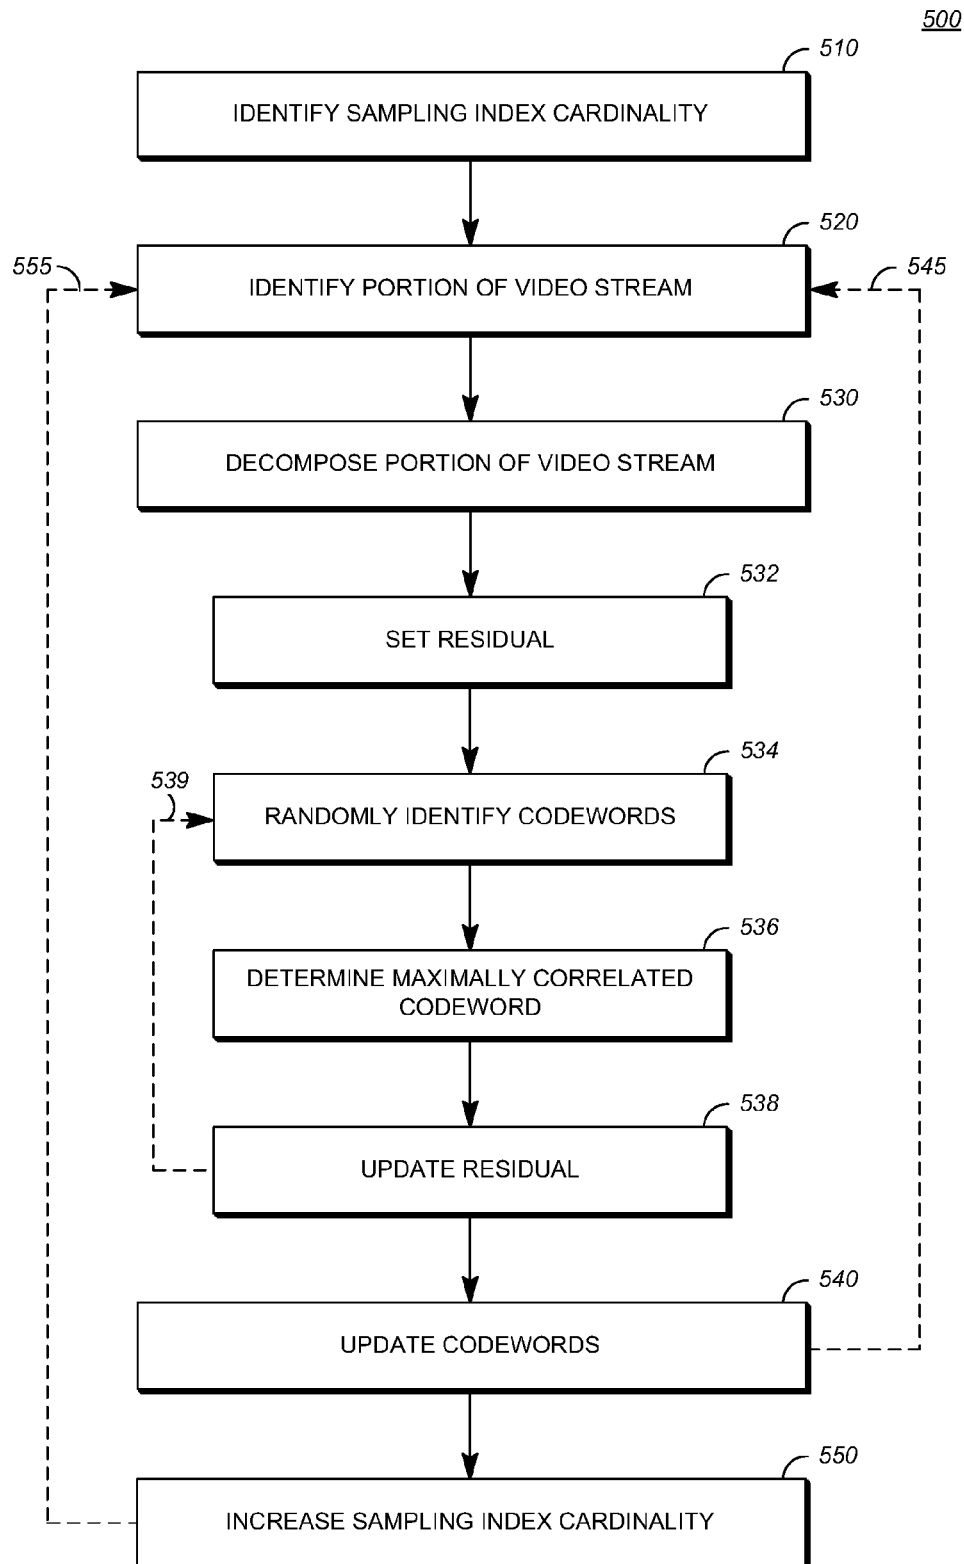 500
510
IDENTIFY SAMPLING INDEX CARDINALITY
520
555
545
IDENTIFY PORTION OF VIDEO STREAM
530
DECOMPOSE PORTION OF VIDEO STREAM
532
SET RESIDUAL
534
539
RANDOMLY IDENTIFY CODEWORDS
536
DETERMINE MAXIMALLY CORRELATED
CODEWORD
538
UPDATE RESIDUAL
540
UPDATE CODEWORDS
550
INCREASE SAMPLING INDEX CARDINALITY